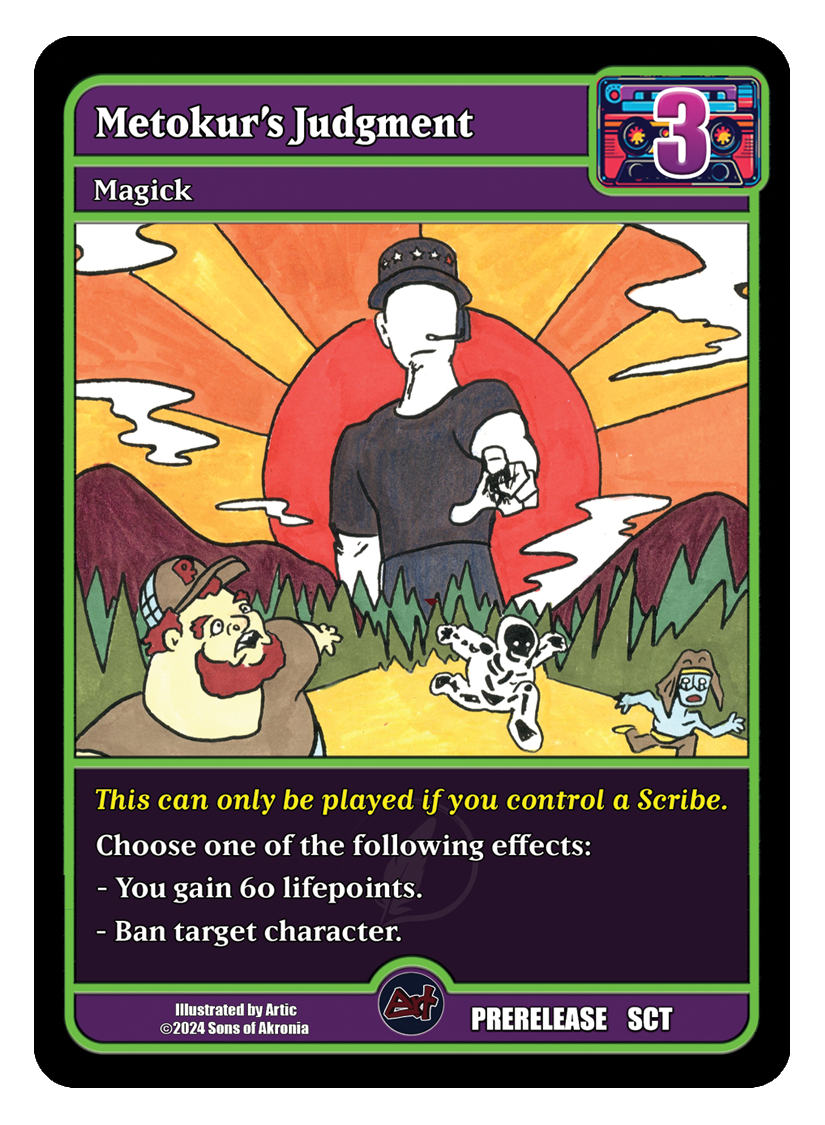 Metokur's Judgment
3
Magick
This can only be played if you control a Scribe.
Choose one of the following effects:
- You gain 60 lifepoints.
- Ban target character.
Illustrated by Artic
©2024 Sons of Akronia
Art
PRERELEASE SCT